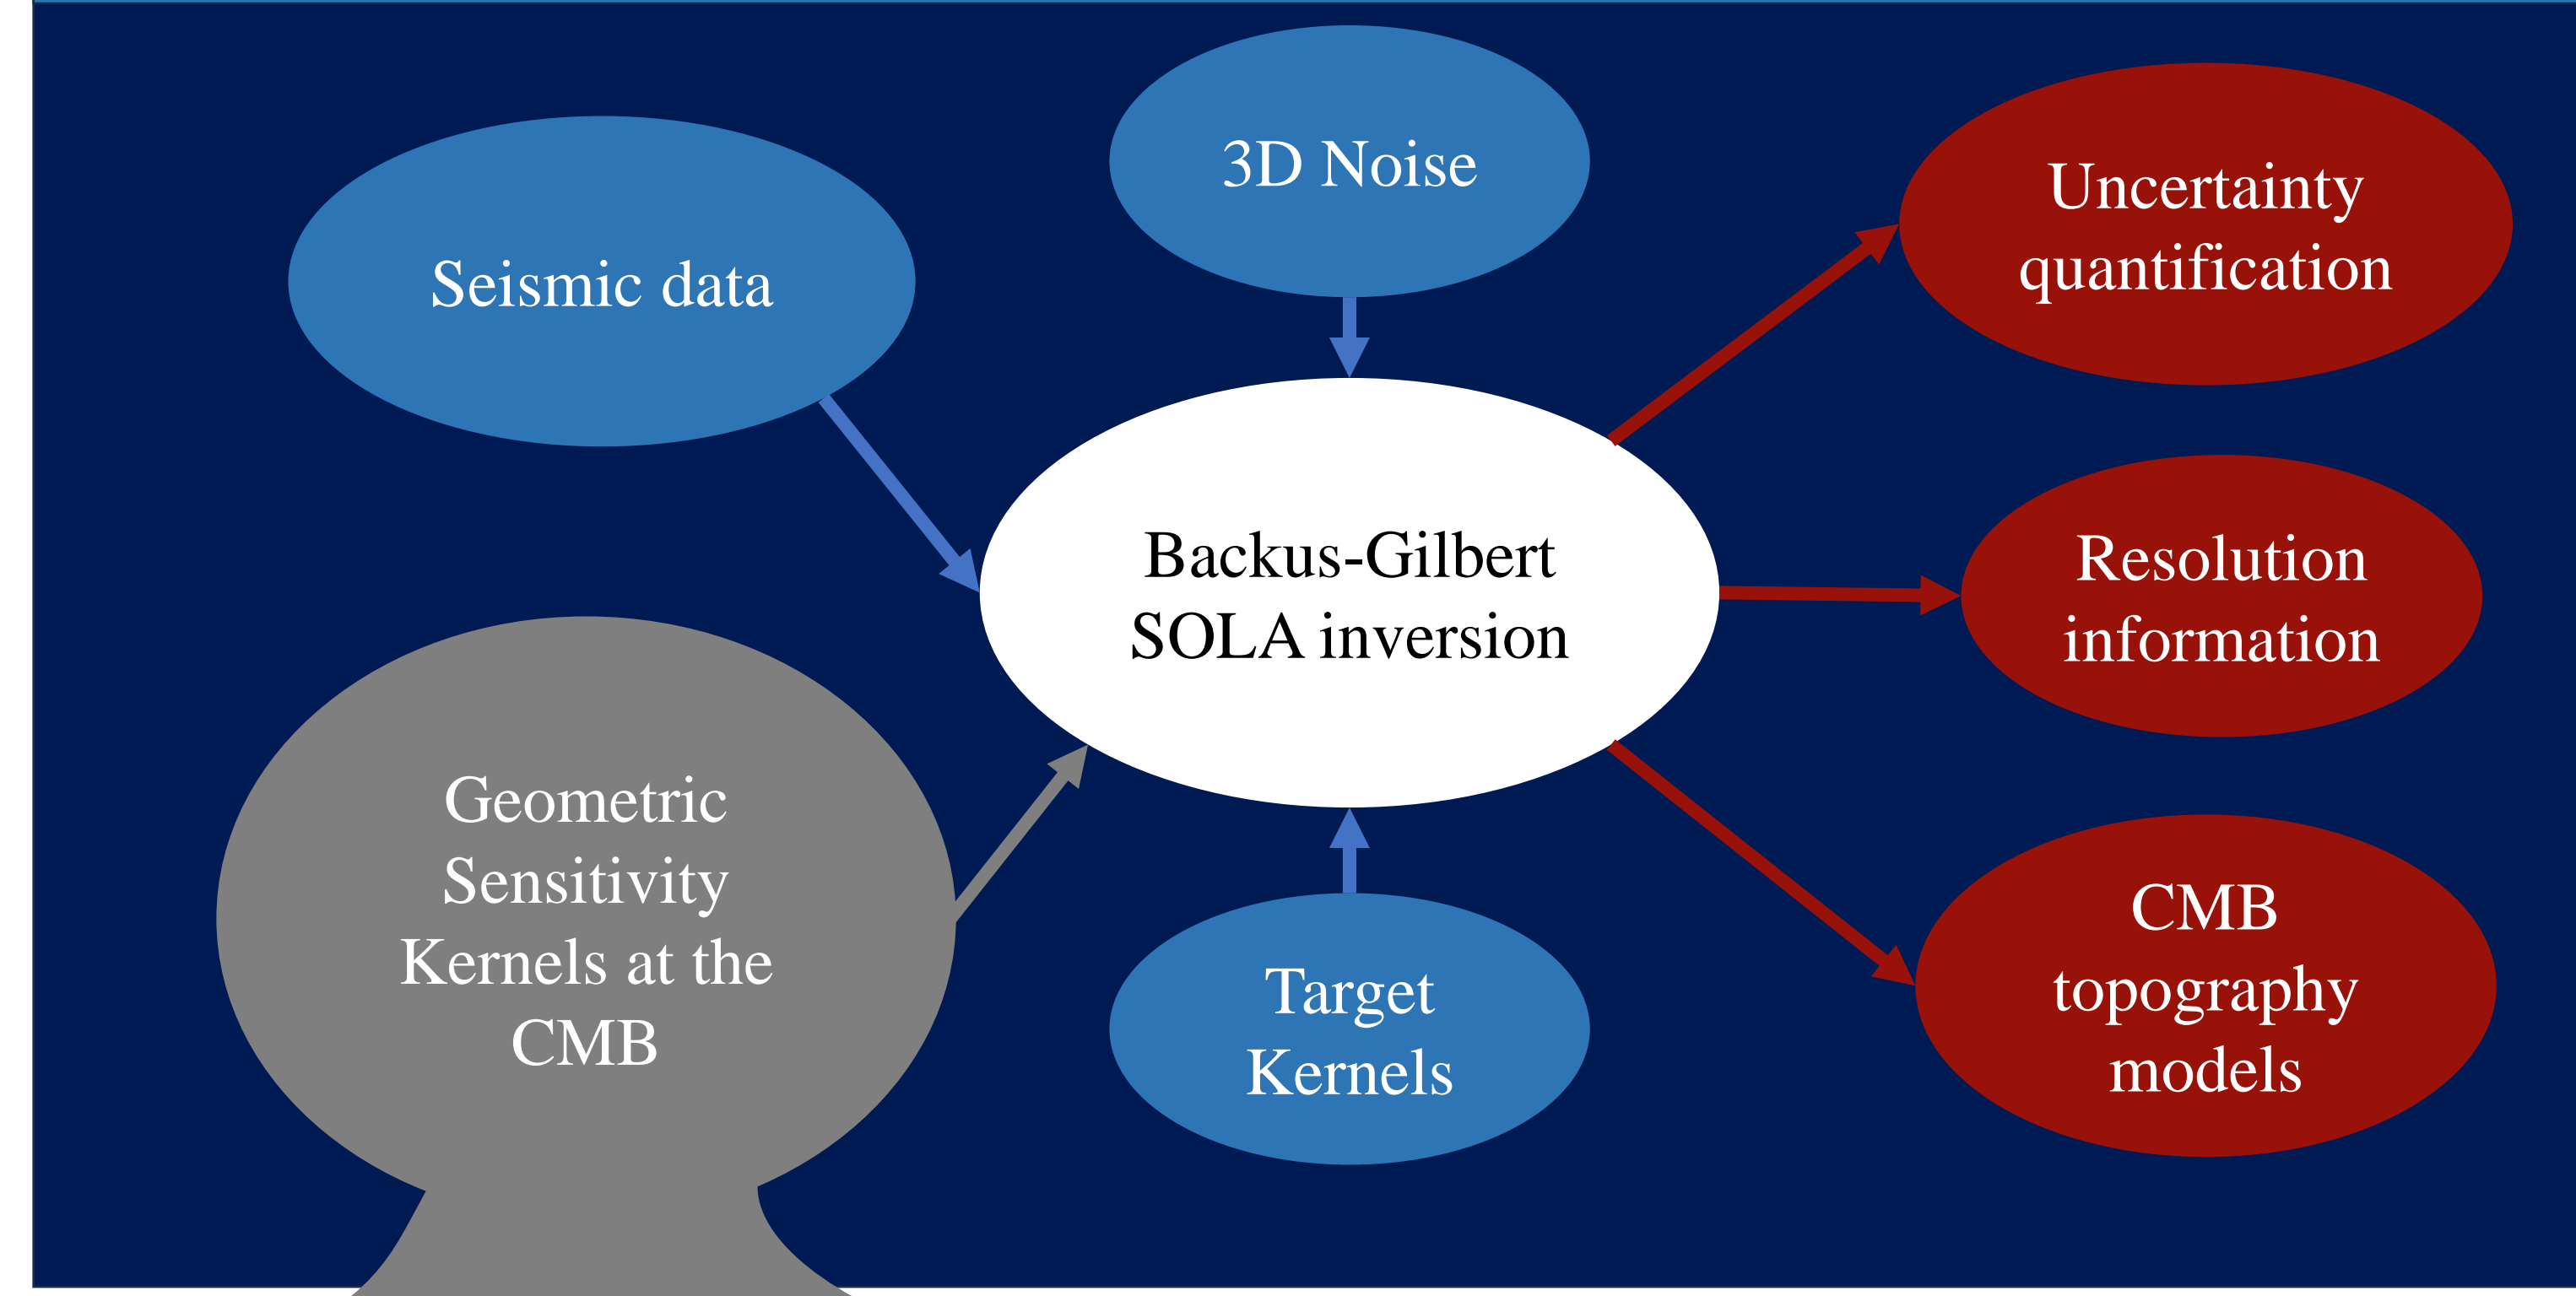 3D Noise
Seismic data
Uncertainty
quantification
Backus-Gilbert
SOLA inversion
Resolution
information
Geometric
Sensitivity
Kernels at the
CMB
Target
Kernels
CMB
topography
models